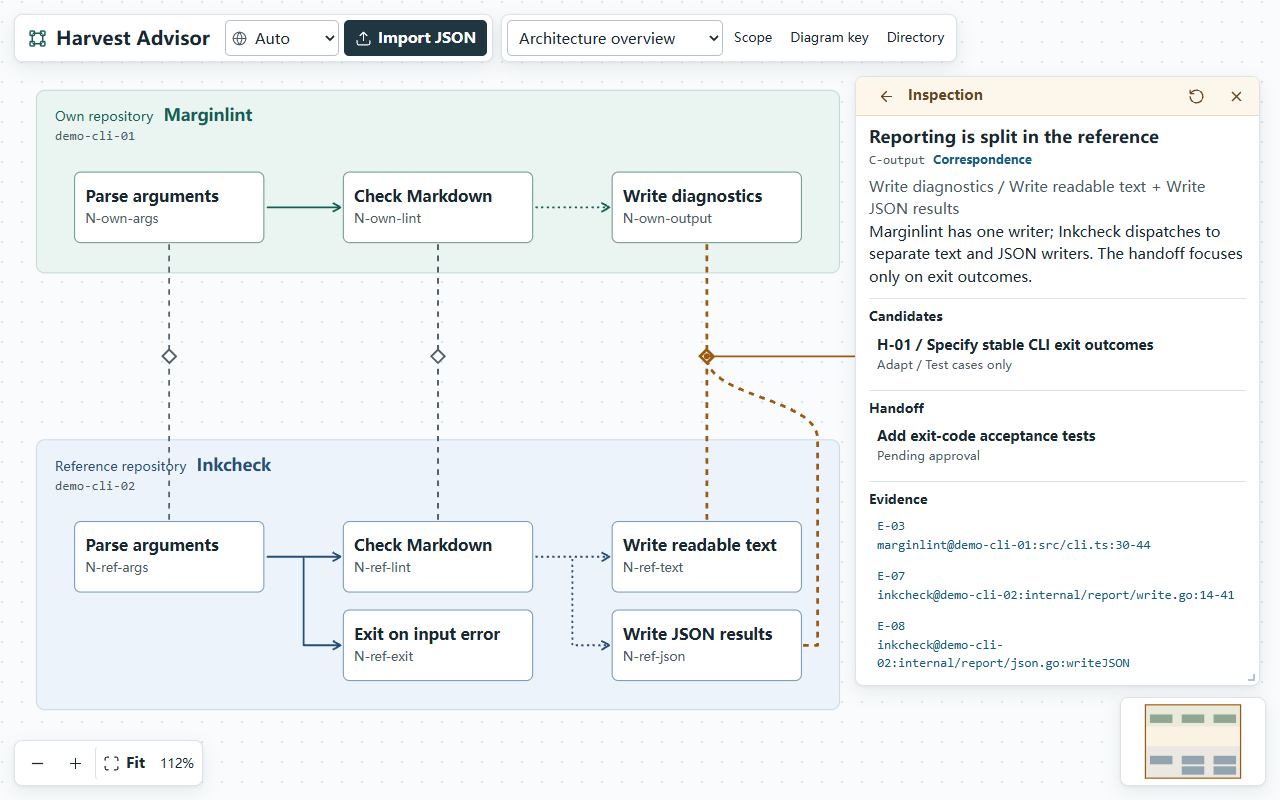 Harvest Advisor
Auto
Import JSON
Architecture overview
Scope
Diagram key
Directory
Own repository Marginlint
demo-cli-01
Parse arguments
N-own-args
Check Markdown
N-own-lint
Write diagnostics
N-own-output
Reference repository Inkcheck
demo-cli-02
Parse arguments
N-ref-args
Check Markdown
N-ref-lint
Write readable text
N-ref-text
Exit on input error
N-ref-exit
Write JSON results
N-ref-json
Inspection
Reporting is split in the reference
C-output Correspondence
Write diagnostics / Write readable text + Write
JSON results
Marginlint has one writer; Inkcheck dispatches to
separate text and JSON writers. The handoff focuses
only on exit outcomes.
Candidates
H-01 / Specify stable CLI exit outcomes
Adapt / Test cases only
Handoff
Add exit-code acceptance tests
Pending approval
Evidence
E-03
marginlint@demo-cli-01:src/cli.ts:30-44
E-07
inkcheck@demo-cli-02:internal/report/write.go:14-41
E-08
inkcheck@demo-cli-
02:internal/report/json.go:writeJSON
Fit
112%